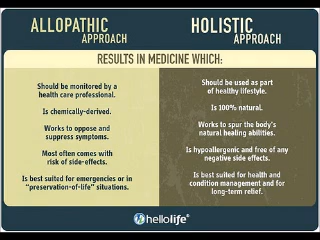 ALLOPATHIC
APPROACH
HOLISTIC
APPROACH
RESULTS IN MEDICINE WHICH:
Should be monitored by a
health care professional.
Is chemically-derived.
Works to oppose and
suppress symptoms.
Most often comes with
risk of side-effects.
Is best suited for emergencies or in
"preservation-of-life" situations.
Should be used as part
of healthy lifestyle.
Is 100% natural.
Works to spur the body's
natural healing abilities.
Is hypoallergenic and free of any
negative side effects.
Is best suited for health and
condition management and for
long-term relief.
hellolife